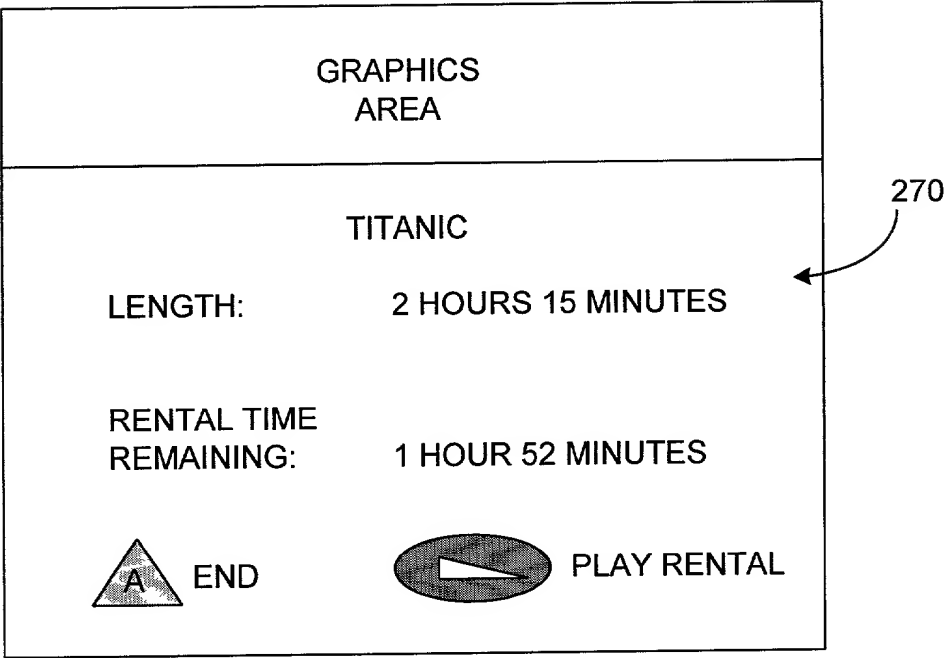 GRAPHICS
AREA
270
TITANIC
LENGTH: 2 HOURS 15 MINUTES
RENTAL TIME
REMAINING: 1 HOUR 52 MINUTES
A END PLAY RENTAL